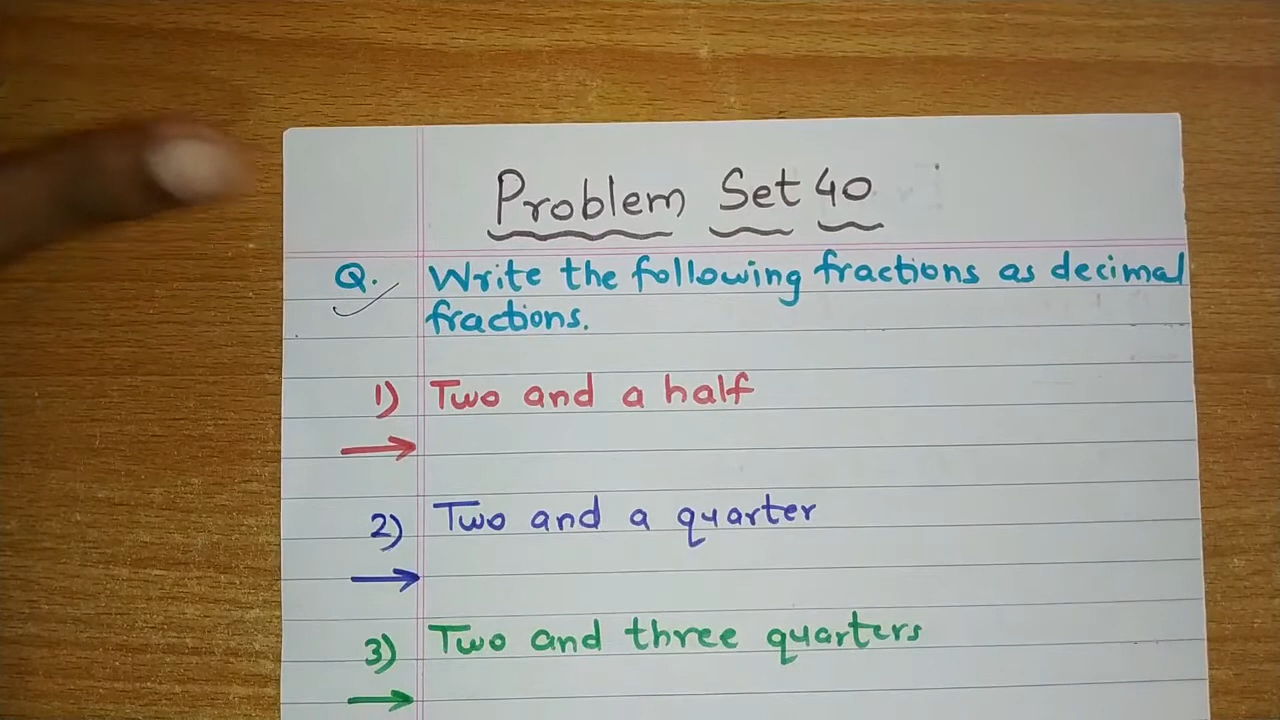 Problem Set 40
Q. Write the following fractions as decimal
fractions.
1) Two and a half
2) Two and a quarter
3) Two and three quarters